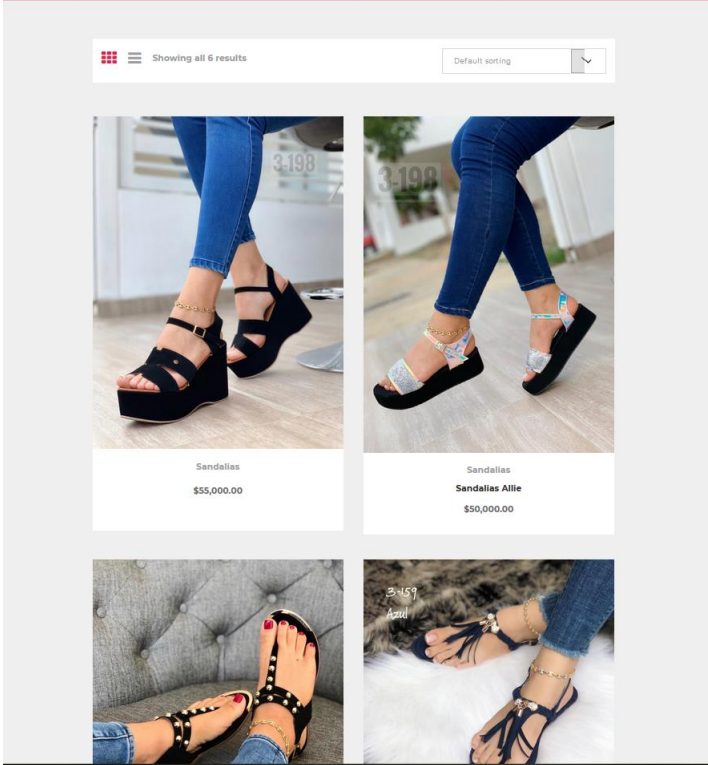 Showing all 6 results
Default sorting
3-198
3-198
Sandalias
$55,000.00
Sandalias
Sandalias Allie
$50,000.00
3-159
Azul